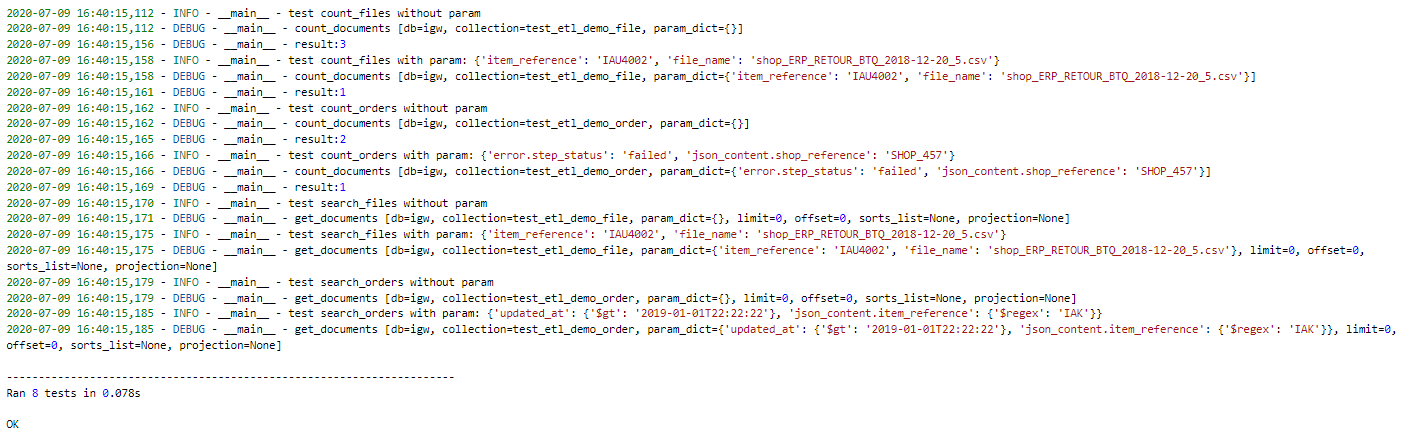 2020-07-09 16:40:15,112 - INFO - __main__ - test count_files without param
2020-07-09 16:40:15,112 - DEBUG - __main__ - count_documents [db=igw, collection=test_etl_demo_file, param_dict={}]
2020-07-09 16:40:15,156 - DEBUG - __main__ - result:3
2020-07-09 16:40:15,158 - INFO - __main__ - test count_files with param: {'item_reference': 'IAU4002', 'file_name': 'shop_ERP_RETOUR_BTQ_2018-12-20_5.csv'}
2020-07-09 16:40:15,158 - DEBUG - __main__ - count_documents [db=igw, collection=test_etl_demo_file, param_dict={'item_reference': 'IAU4002', 'file_name': 'shop_ERP_RETOUR_BTQ_2018-12-20_5.csv'}]
2020-07-09 16:40:15,161 - DEBUG - __main__ - result:1
2020-07-09 16:40:15,162 - INFO - __main__ - test count_orders without param
2020-07-09 16:40:15,162 - DEBUG - __main__ - count_documents [db=igw, collection=test_etl_demo_order, param_dict={}]
2020-07-09 16:40:15,165 - DEBUG - __main__ - result:2
2020-07-09 16:40:15,166 - INFO - __main__ - test count_orders with param: {'error.step_status': 'failed', 'json_content.shop_reference': 'SHOP_457'}
2020-07-09 16:40:15,166 - DEBUG - __main__ - count_documents [db=igw, collection=test_etl_demo_order, param_dict={'error.step_status': 'failed', 'json_content.shop_reference': 'SHOP_457'}]
2020-07-09 16:40:15,169 - DEBUG - __main__ - result:1
2020-07-09 16:40:15,170 - INFO - __main__ - test search_files without param
2020-07-09 16:40:15,171 - DEBUG - __main__ - get_documents [db=igw, collection=test_etl_demo_file, param_dict={}, limit=0, offset=0, sorts_list=None, projection=None]
2020-07-09 16:40:15,175 - INFO - __main__ - test search_files with param: {'item_reference': 'IAU4002', 'file_name': 'shop_ERP_RETOUR_BTQ_2018-12-20_5.csv'}
2020-07-09 16:40:15,175 - DEBUG - __main__ - get_documents [db=igw, collection=test_etl_demo_file, param_dict={'item_reference': 'IAU4002', 'file_name': 'shop_ERP_RETOUR_BTQ_2018-12-20_5.csv'}, limit=0, offset=0,
sorts_list=None, projection=None]
2020-07-09 16:40:15,179 - INFO - __main__ - test search_orders without param
2020-07-09 16:40:15,179 - DEBUG - __main__ - get_documents [db=igw, collection=test_etl_demo_order, param_dict={}, limit=0, offset=0, sorts_list=None, projection=None]
2020-07-09 16:40:15,185 - INFO - __main__ - test search_orders with param: {'updated_at': {'$gt': '2019-01-01T22:22:22'}, 'json_content.item_reference': {'$regex': 'IAK'}}
2020-07-09 16:40:15,185 - DEBUG - __main__ - get_documents [db=igw, collection=test_etl_demo_order, param_dict={'updated_at': {'$gt': '2019-01-01T22:22:22'}, 'json_content.item_reference': {'$regex': 'IAK'}}, limit=0,
offset=0, sorts_list=None, projection=None]
----------------------------------------------------------------------
Ran 8 tests in 0.078s
OK